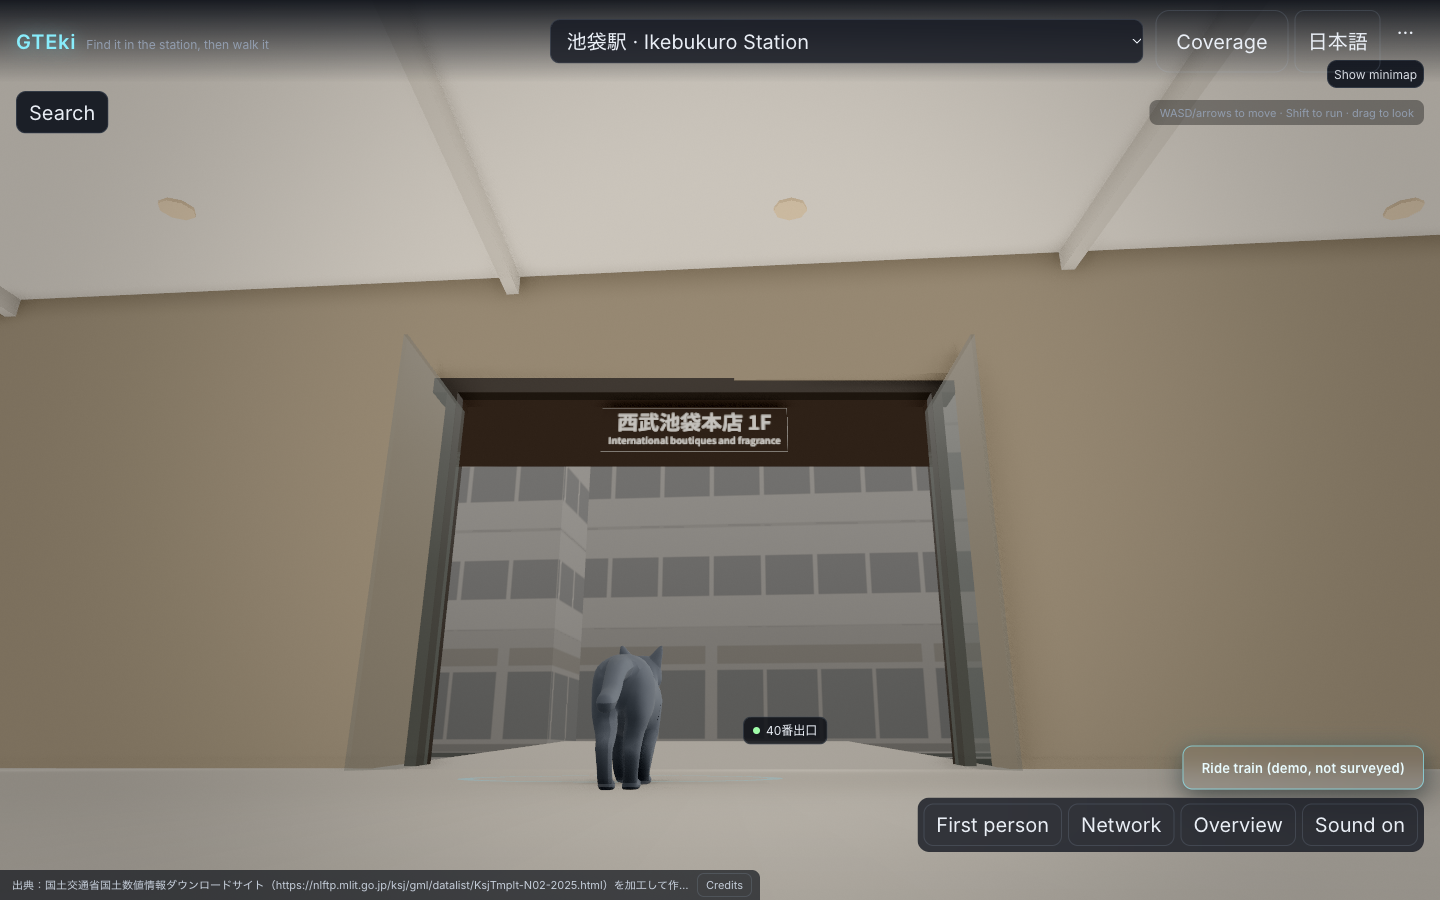 GTEki Find it in the station, then walk it
池袋駅 · Ikebukuro Station
Coverage
日本語
...
Show minimap
Search
WASD/arrows to move · Shift to run · drag to look
西武池袋本店 1F
International boutiques and fragrance
40番出口
Ride train (demo, not surveyed)
First person
Network
Overview
Sound on
出典：国土交通省国土数値情報ダウンロードサイト（https://nlftp.mlit.go.jp/ksj/gml/datalist/KsjTmplt-N02-2025.html）を加工して作...
Credits